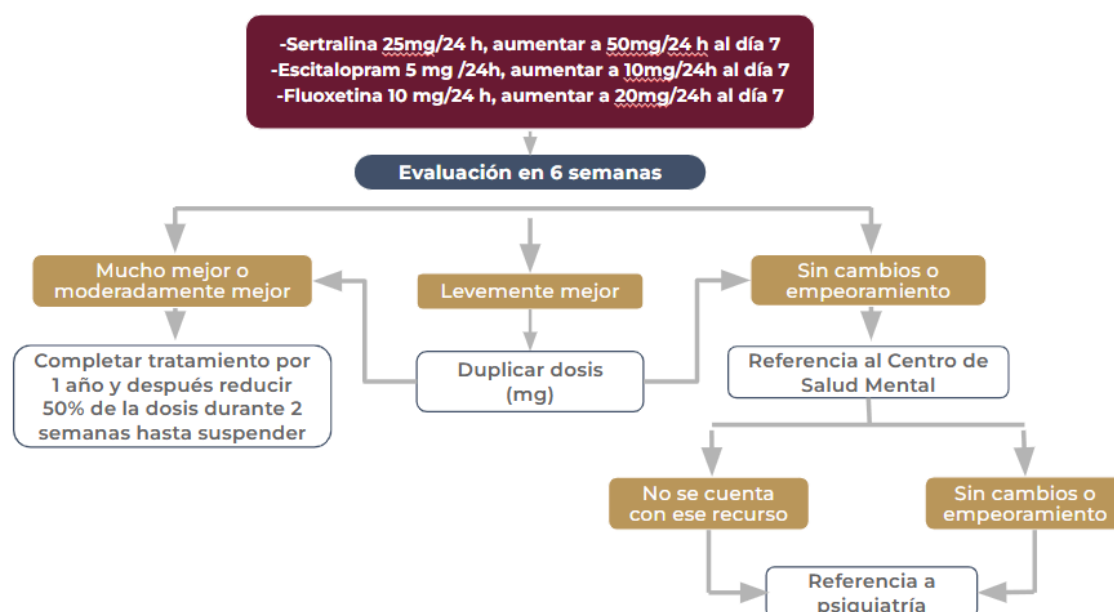 -Sertralina 25mg/24 h, aumentar a 50mg/24 h al día 7
-Escitalopram 5 mg /24h, aumentar a 10mg/24h al día 7
-Fluoxetina 10 mg/24 h, aumentar a 20mg/24h al día 7
Evaluación en 6 semanas
Mucho mejor o
moderadamente mejor
Levemente mejor
Sin cambios o
empeoramiento
Completar tratamiento por
1 año y después reducir
50% de la dosis durante 2
semanas hasta suspender
Duplicar dosis
(mg)
Referencia al Centro de
Salud Mental
No se cuenta
con ese recurso
Sin cambios o
empeoramiento
Referencia a
psiquiatría